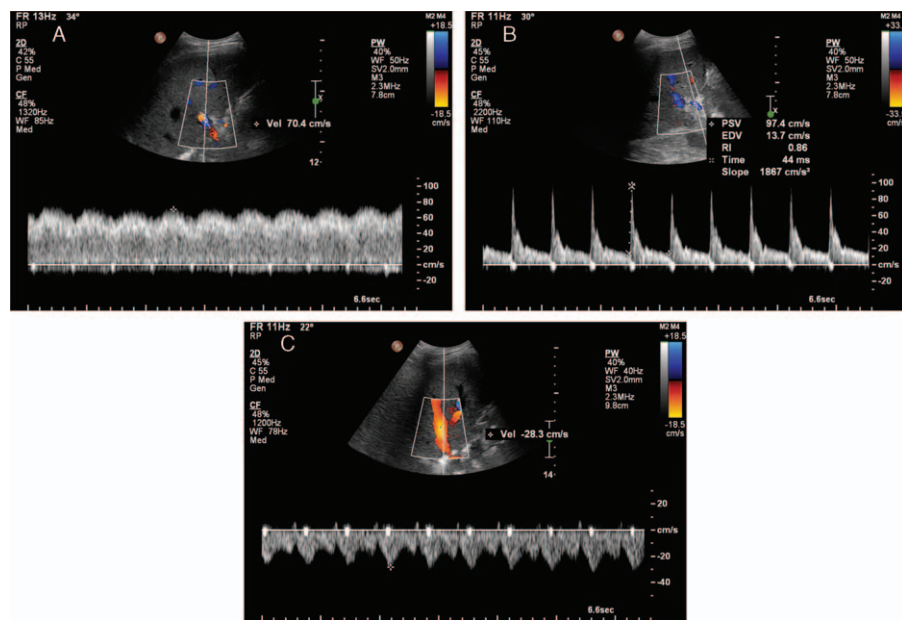 FR 13Hz 34°
RP
A
M2 M4
+18.5
2D
42%
C 55
P Med
Gen
CF
48%
1320Hz
WF 85Hz
Med
PW
40%
WF 50Hz
SV2.0mm
M3
2.3MHz
7.8cm
-18.5
cm/s
x
Vel 70.4 cm/s
12
100
80
60
40
20
cm/s
-20
6.6sec
FR 11Hz 30°
RP
B
M2 M4
+33.
2D
45%
C 55
P Med
Gen
CF
48%
2200Hz
WF 110Hz
Med
PW
40%
WF 50Hz
SV2.0mm
M3
2.3MHz
7.8cm
-33.
cm/s
x
PSV 97.4 cm/s
EDV 13.7 cm/s
RI 0.86
Time 44 ms
Slope 1867 cm/s²
100
80
60
40
20
cm/s
-20
6.6sec
FR 11Hz 22°
RP
C
M2 M4
+18.5
2D
45%
C 55
P Med
Gen
CF
48%
1200Hz
WF 78Hz
Med
PW
40%
WF 40Hz
SV2.0mm
M3
2.3MHz
9.8cm
-18.5
cm/s
Vel -28.3 cm/s
14
20
cm/s
-20
-40
6.6sec